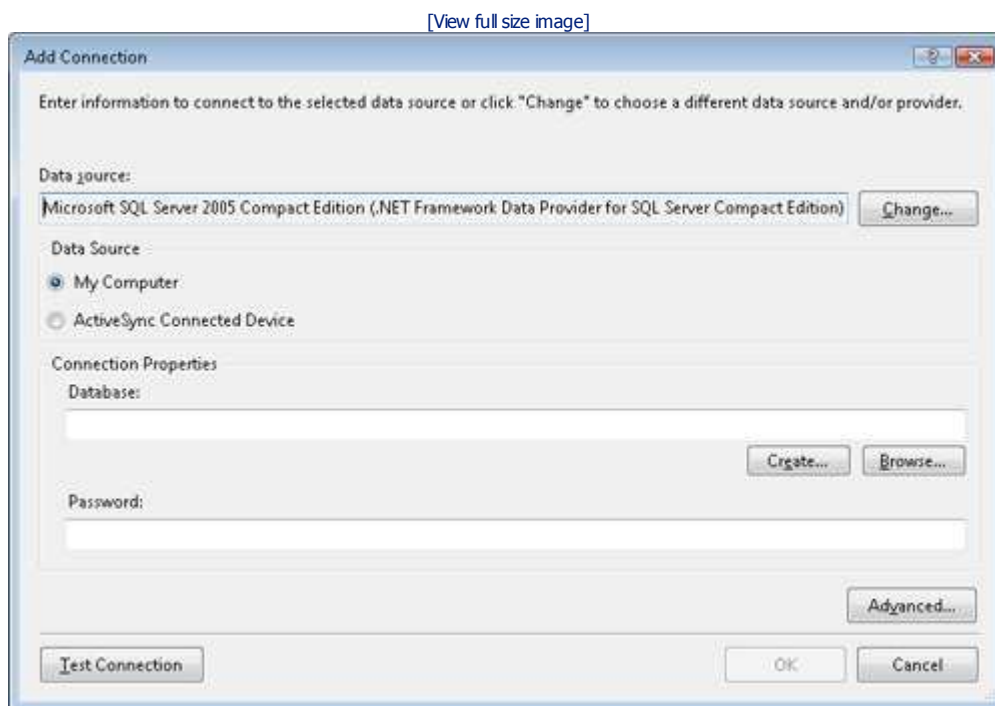 [View full size image]
Add Connection
Enter information to connect to the selected data source or click "Change" to choose a different data source and/or provider.
Data source:
Microsoft SQL Server 2005 Compact Edition (.NET Framework Data Provider for SQL Server Compact Edition)
Change...
Data Source
My Computer
ActiveSync Connected Device
Connection Properties
Database:
Create...
Browse...
Password:
Advanced...
Test Connection
OK
Cancel